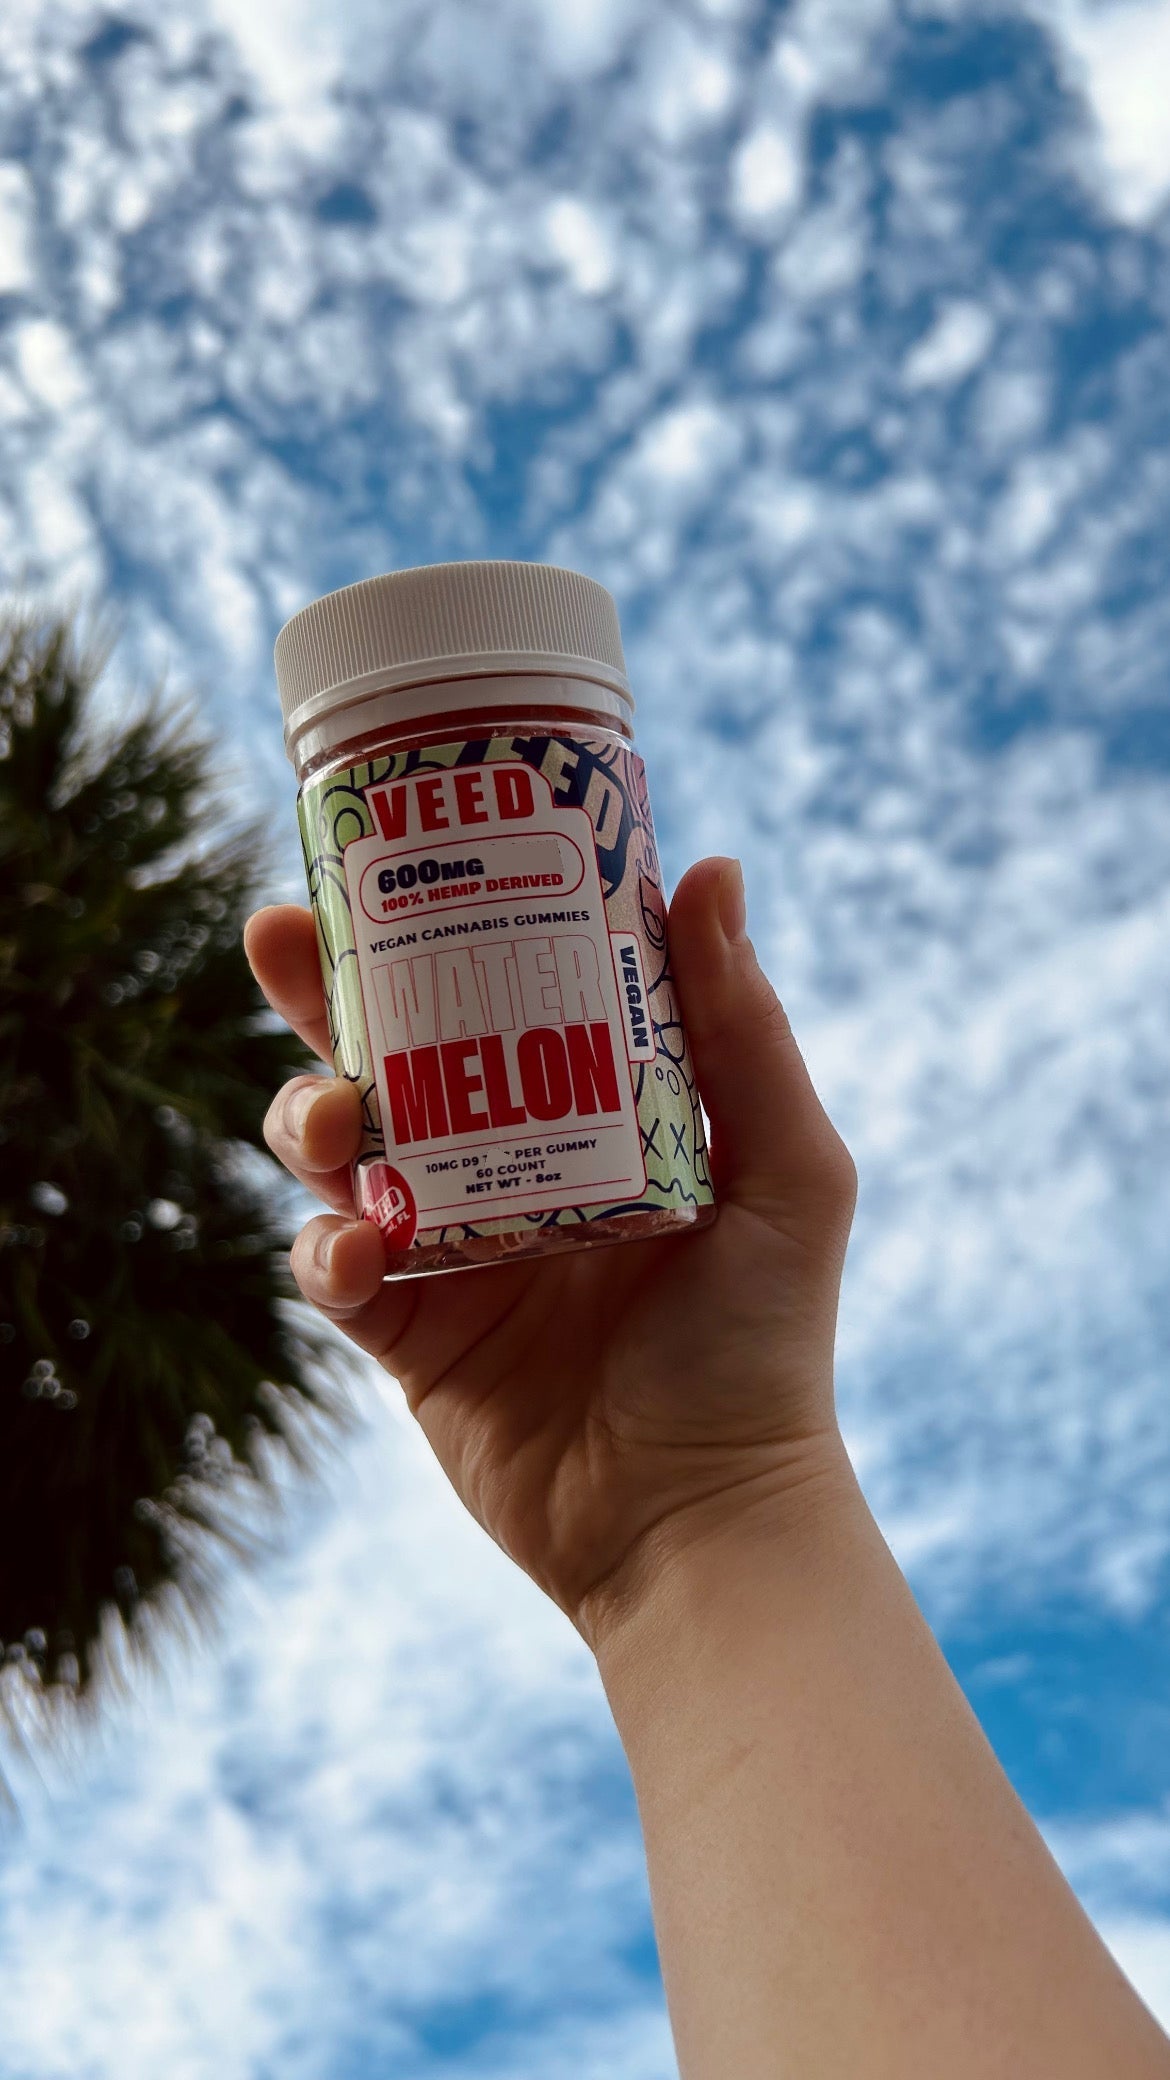 VEED
600MG
100% HEMP DERIVED
VEGAN CANNABIS GUMMIES
WATER
MELON
VEGAN
10MG D9 PER GUMMY
60 COUNT
NET WT - 8oz
FL